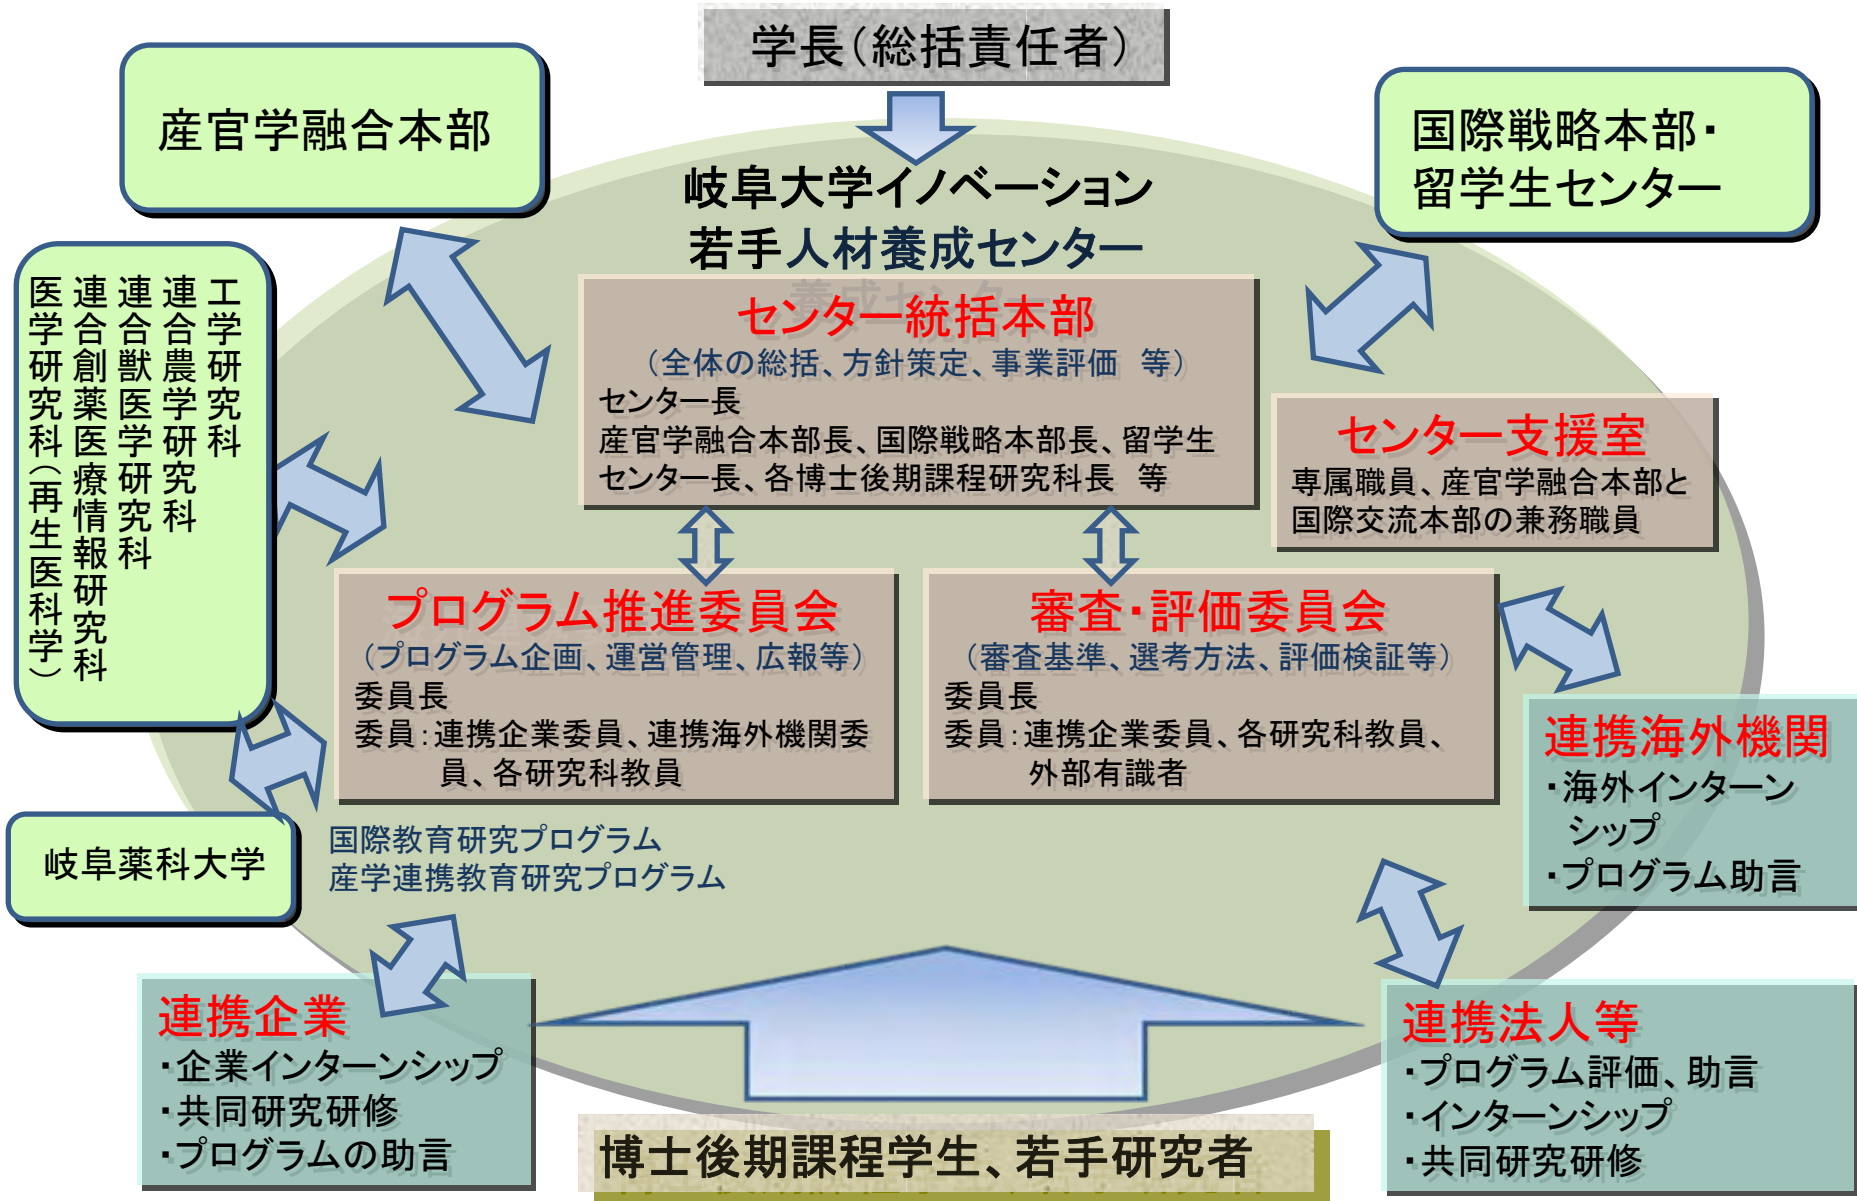 学長（総括責任者）
産官学融合本部
国際戦略本部・
留学生センター
岐阜大学イノベーション
若手人材養成センター
工学研究科
連合農学研究科
連合獣医学研究科
連合創薬医療情報研究科
医学研究科（再生医科学）
センター統括本部
（全体の総括、方針策定、事業評価　等）
センター長
産官学融合本部長、国際戦略本部長、留学生
センター長、各博士後期課程研究科長　等
センター支援室
専属職員、産官学融合本部と
国際交流本部の兼務職員
プログラム推進委員会
（プログラム企画、運営管理、広報等）
委員長
委員：連携企業委員、連携海外機関委
員、各研究科教員
審査・評価委員会
（審査基準、選考方法、評価検証等）
委員長
委員：連携企業委員、各研究科教員、
外部有識者
連携海外機関
・海外インターン
シップ
・プログラム助言
岐阜薬科大学
国際教育研究プログラム
産学連携教育研究プログラム
連携企業
・企業インターンシップ
・共同研究研修
・プログラムの助言
連携法人等
・プログラム評価、助言
・インターンシップ
・共同研究研修
博士後期課程学生、若手研究者